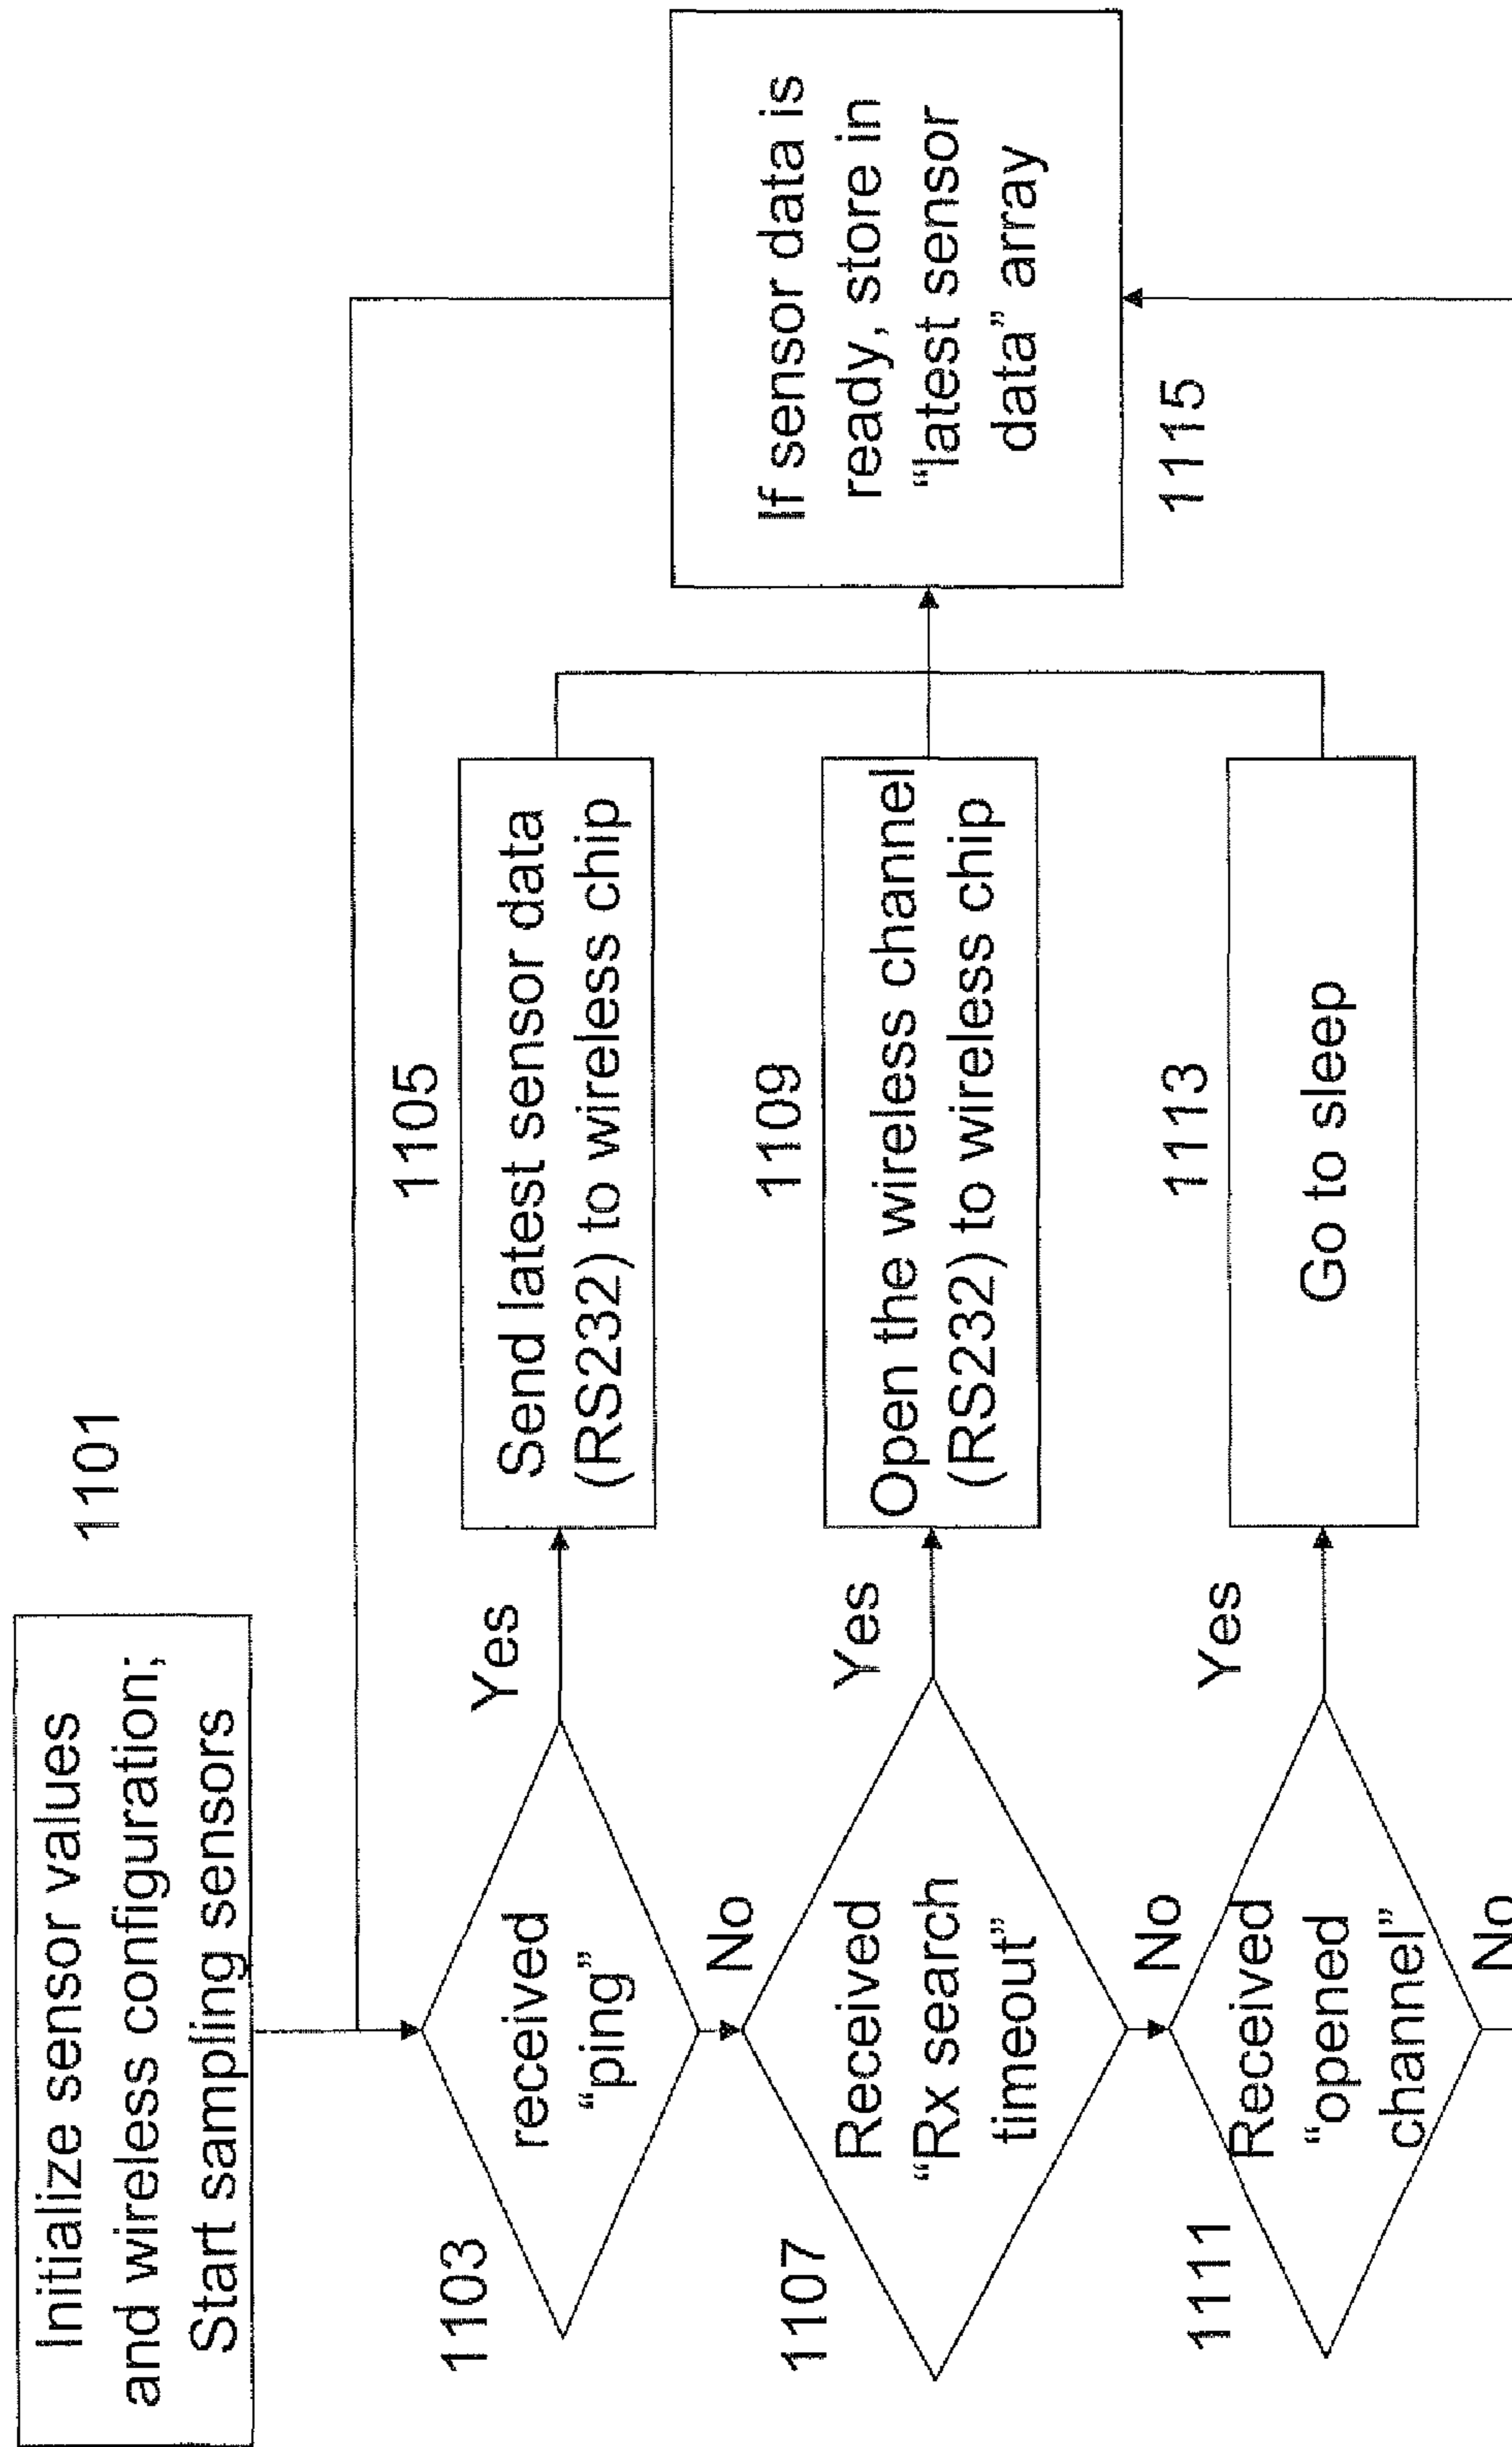 1101
Initialize sensor values
and wireless configuration;
Start sampling sensors
1103
received
“ping”
Yes
No
1105
Send latest sensor data
(RS232) to wireless chip
1107
Received
“Rx search
timeout”
Yes
No
1109
Open the wireless channel
(RS232) to wireless chip
1111
Received
“opened
channel”
Yes
No
1113
Go to sleep
If sensor data is
ready, store in
“latest sensor
data” array
1115